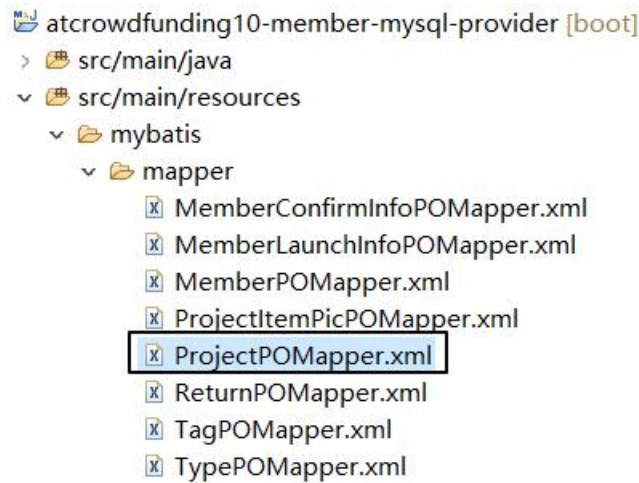 atcrowdfunding10-member-mysql-provider [boot]
src/main/java
src/main/resources
mybatis
mapper
MemberConfirmInfoPOMapper.xml
MemberLaunchInfoPOMapper.xml
MemberPOMapper.xml
ProjectItemPicPOMapper.xml
ProjectPOMapper.xml
ReturnPOMapper.xml
TagPOMapper.xml
TypePOMapper.xml